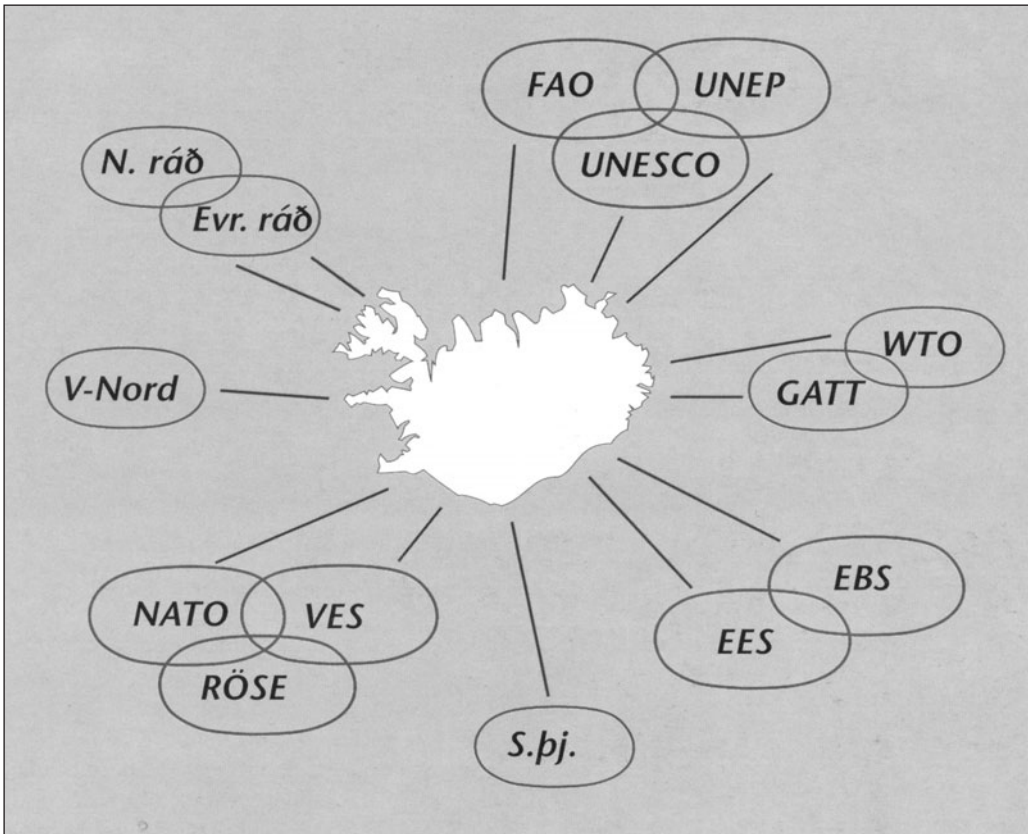 FAO
UNEP
UNESCO
N. ráð
Evr. ráð
WTO
GATT
V-Nord
EBS
EES
NATO
VES
RÖSE
S.þj.